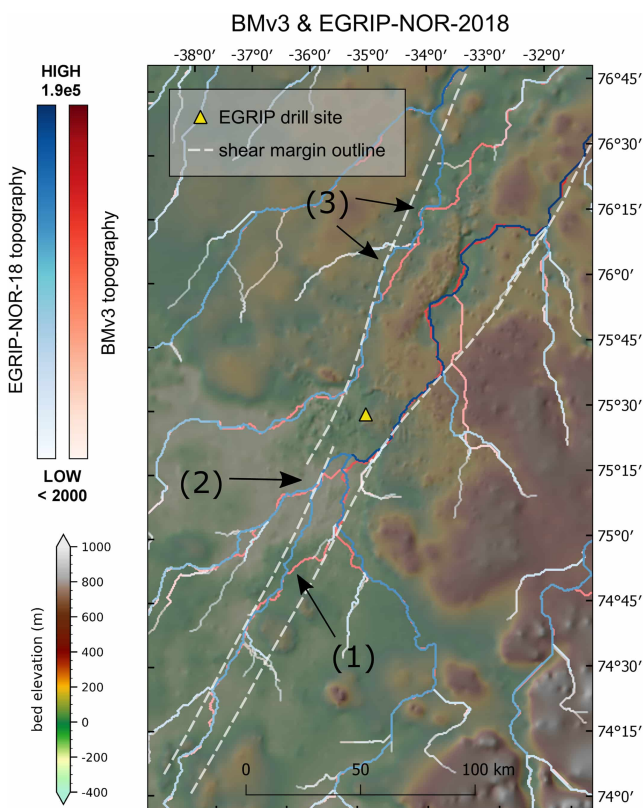 BMv3 & EGRIP-NOR-2018
-38°0' -37°0' -36°0' -35°0' -34°0' -33°0' -32°0'
HIGH
1.9e5
EGRIP-NOR-18 topography
BMv3 topography
LOW
< 2000
EGRIP drill site
shear margin outline
(3)
(2)
(1)
76°45'
76°30'
76°15'
76°0'
75°45'
75°30'
75°15'
75°0'
74°45'
74°30'
74°15'
74°0'
bed elevation (m)
1000
800
600
400
200
0
-200
-400
0 50 100 km